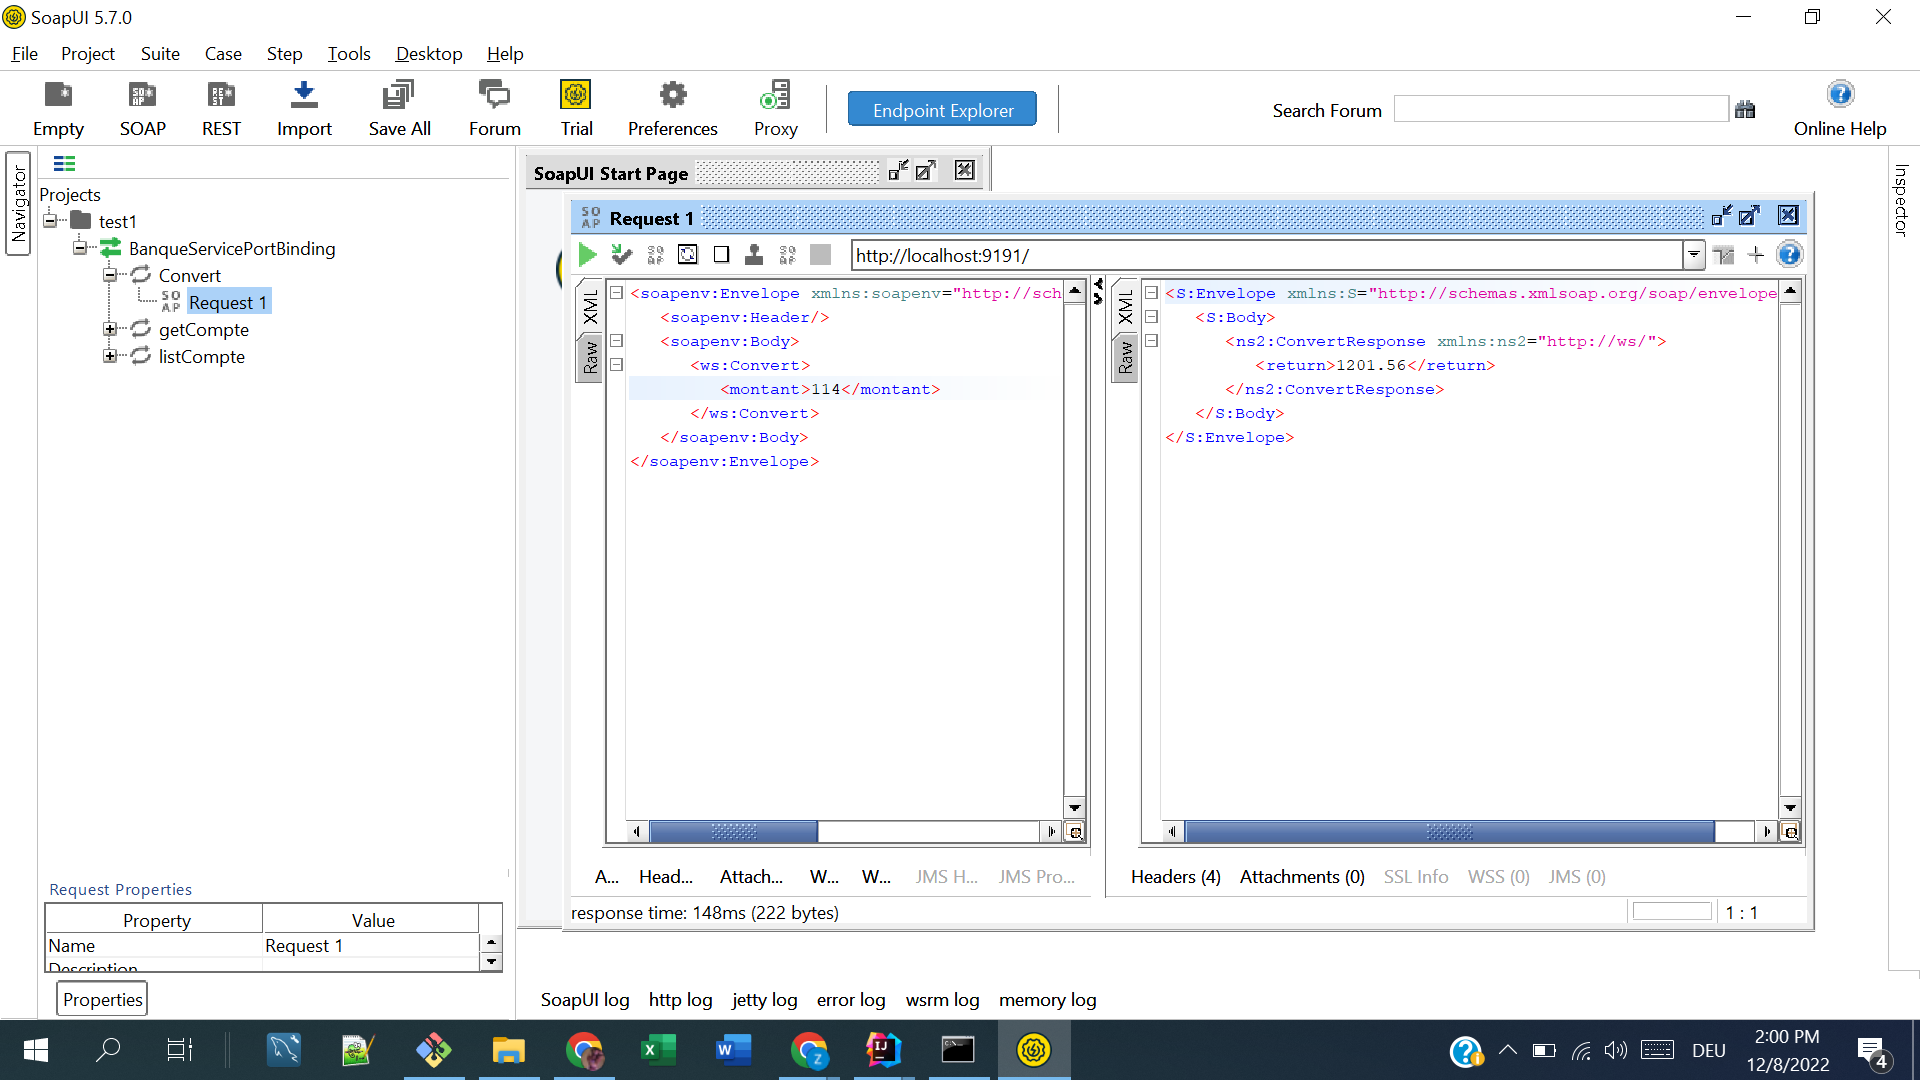 SoapUI 5.7.0
File Project Suite Case Step Tools Desktop Help
Empty SOAP REST Import Save All Forum Trial Preferences Proxy Endpoint Explorer Search Forum Online Help
Navigator
Projects
test1
BanqueServicePortBinding
Convert
SO AP Request 1
getCompte
listCompte
Request Properties
Property Value
Name Request 1
Description
Properties
SoapUI Start Page
SO AP Request 1
http://localhost:9191/
XML
Raw
<soapenv:Envelope xmlns:soapenv="http://sch
<soapenv:Header/>
<soapenv:Body>
<ws:Convert>
<montant>114</montant>
</ws:Convert>
</soapenv:Body>
</soapenv:Envelope>
XML
Raw
<S:Envelope xmlns:S="http://schemas.xmlsoap.org/soap/envelope
<S:Body>
<ns2:ConvertResponse xmlns:ns2="http://ws/">
<return>1201.56</return>
</ns2:ConvertResponse>
</S:Body>
</S:Envelope>
A... Head... Attach... W... W... JMS H... JMS Pro...
Headers (4) Attachments (0) SSL Info WSS (0) JMS (0)
response time: 148ms (222 bytes)
1 : 1
Inspector
SoapUI log http log jetty log error log wsrm log memory log
DEU
2:00 PM
12/8/2022
4